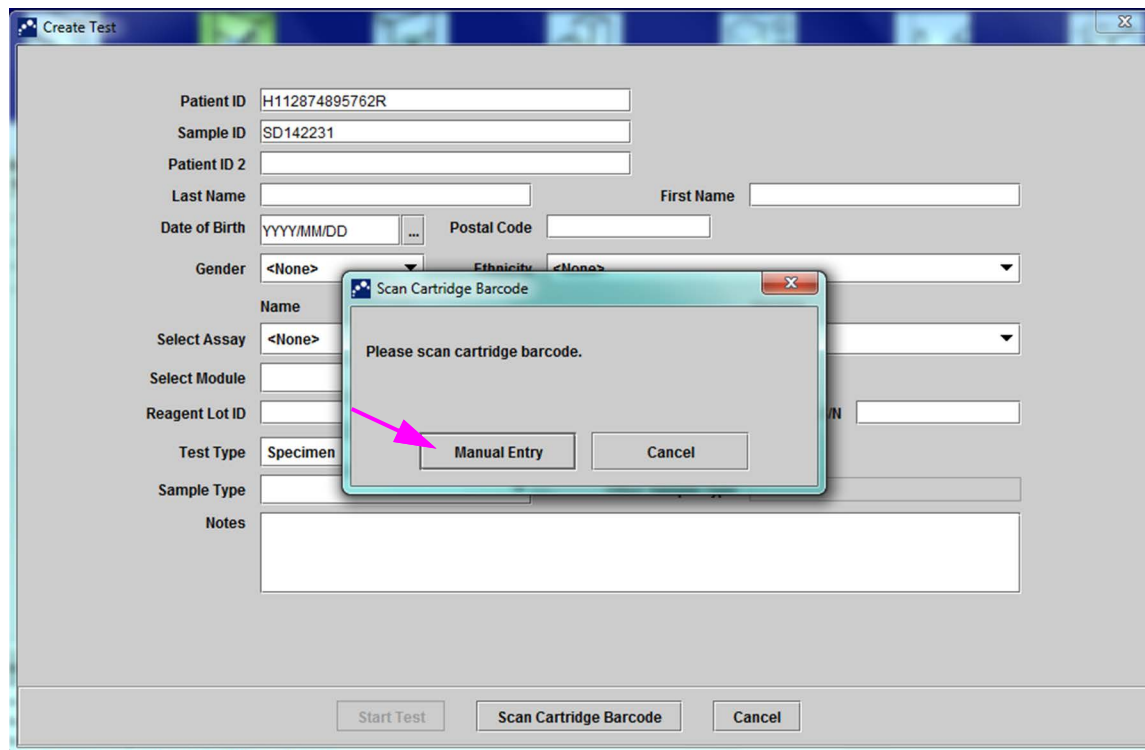 Create Test
Patient ID H112874895762R
Sample ID SD142231
Patient ID 2
Last Name First Name
Date of Birth YYYY/MM/DD ... Postal Code
Gender <None> Ethnicity <None>
Name
Select Assay <None>
Select Module
Reagent Lot ID /N
Test Type Specimen
Sample Type
Notes
Scan Cartridge Barcode
Please scan cartridge barcode.
Manual Entry Cancel
Start Test Scan Cartridge Barcode Cancel